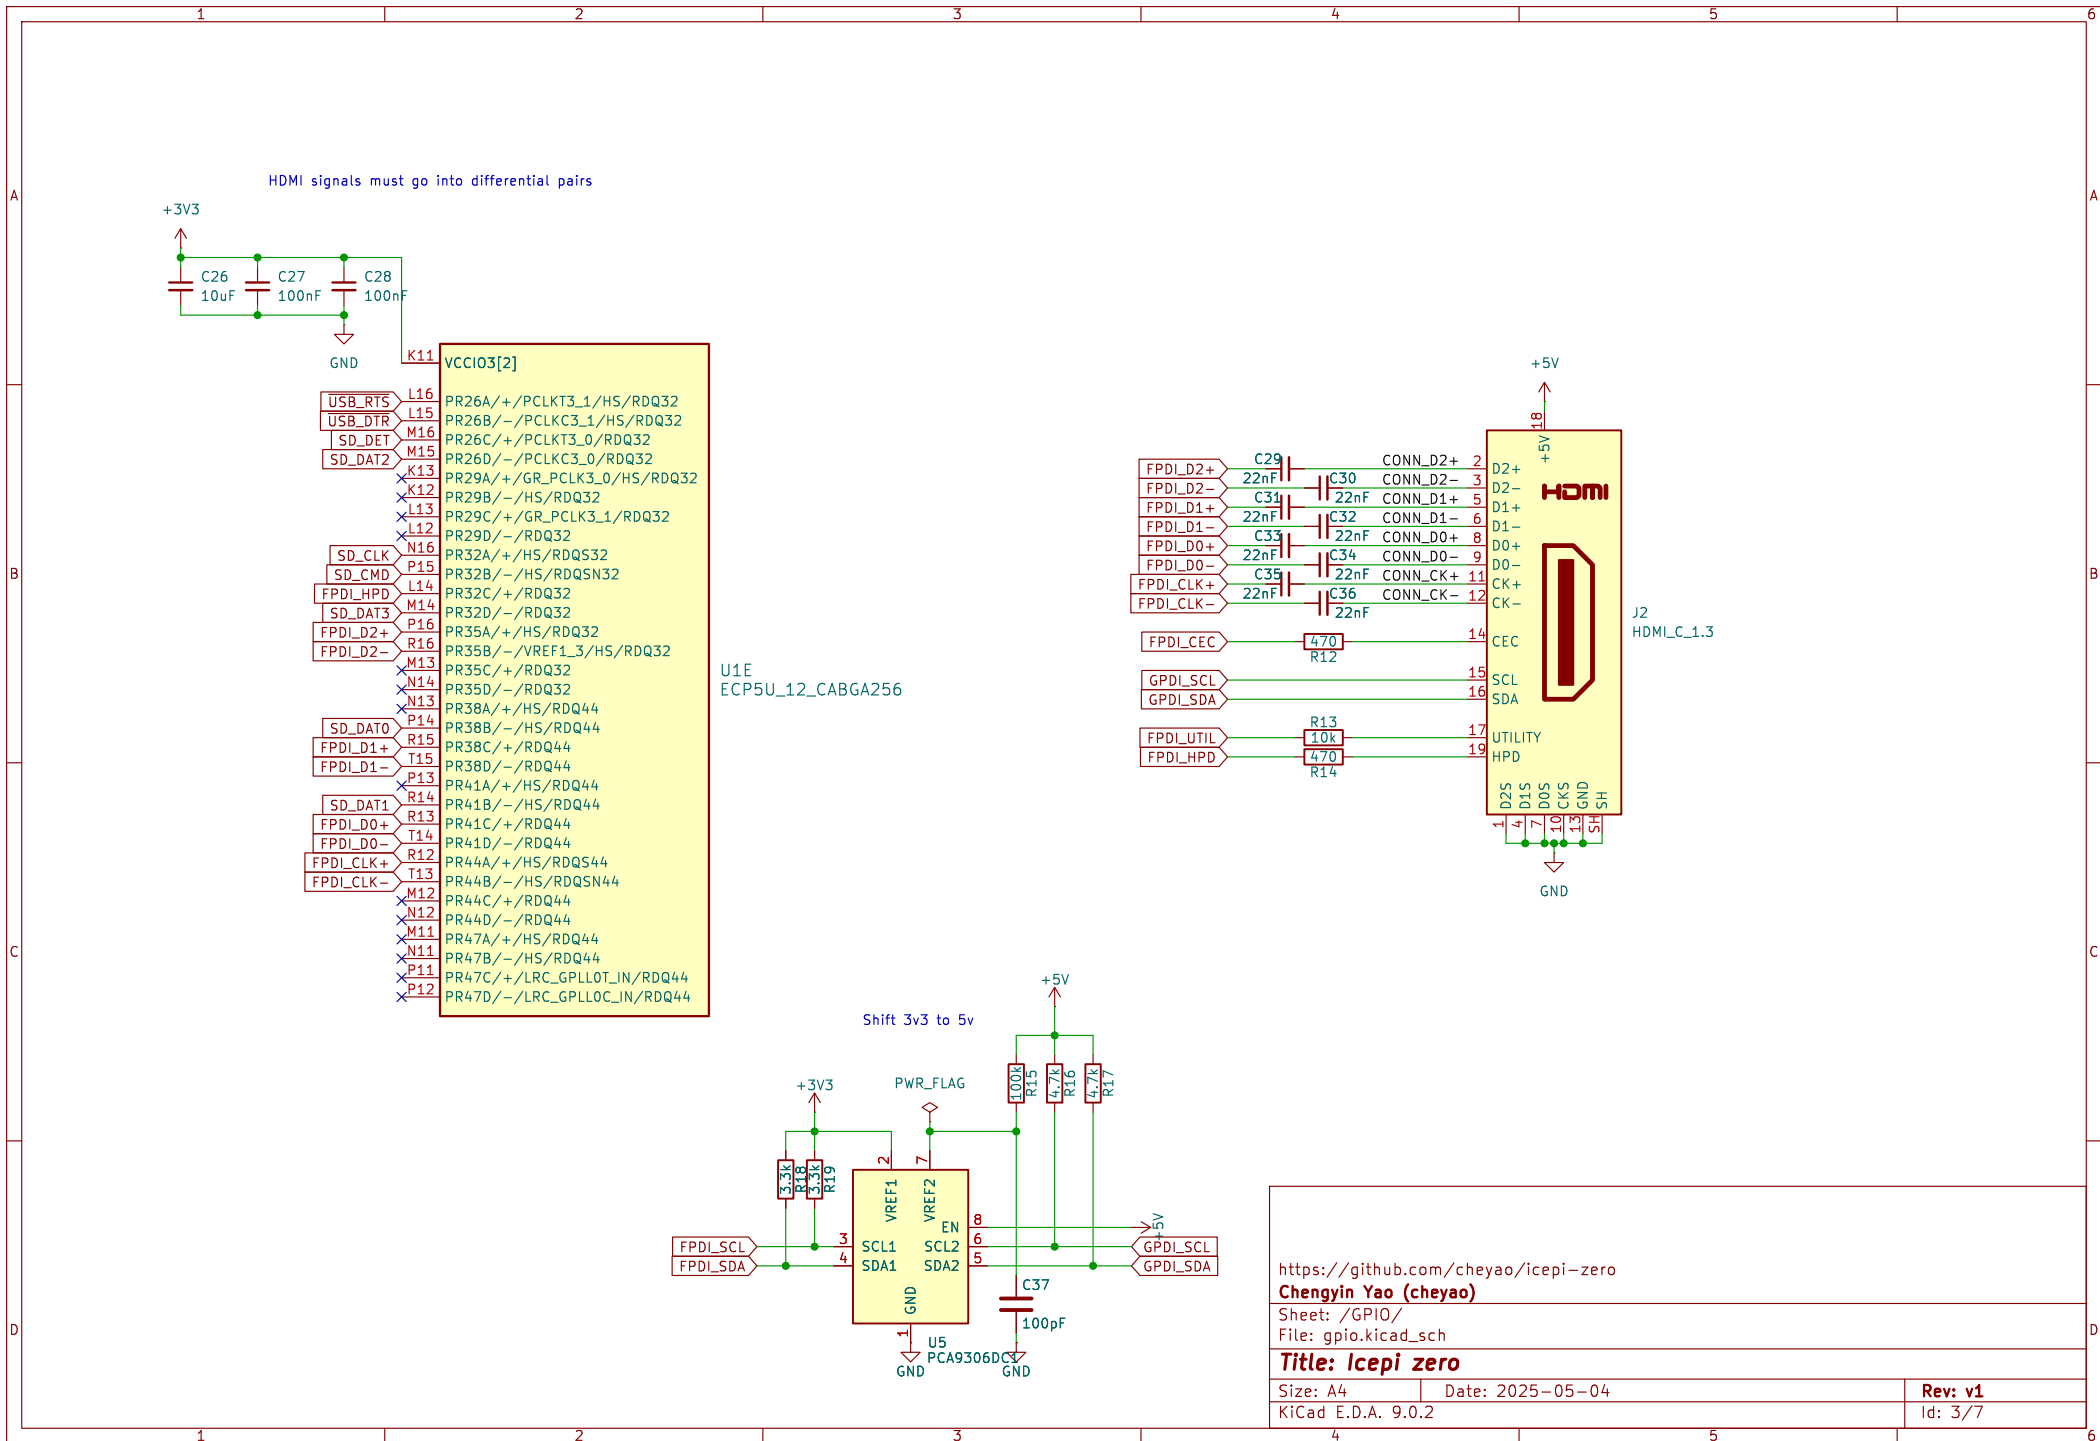 1 2 3 4 5 6
A
B
C
D
HDMI signals must go into differential pairs
+3V3
C26
10uF
C27
100nF
C28
100nF
GND
K11 VCCIO3[2]
USB_RTS L16 PR26A/+/PCLKT3_1/HS/RDQ32
USB_DTR L15 PR26B/-/PCLKC3_1/HS/RDQ32
SD_DET M16 PR26C/+/PCLKT3_0/RDQ32
SD_DAT2 M15 PR26D/-/PCLKC3_0/RDQ32
K13 PR29A/+/GR_PCLK3_0/HS/RDQ32
K12 PR29B/-/HS/RDQ32
L13 PR29C/+/GR_PCLK3_1/RDQ32
L12 PR29D/-/RDQ32
SD_CLK N16 PR32A/+/HS/RDQS32
SD_CMD P15 PR32B/-/HS/RDQSN32
FPDI_HPD L14 PR32C/+/RDQ32
SD_DAT3 M14 PR32D/-/RDQ32
FPDI_D2+ P16 PR35A/+/HS/RDQ32
FPDI_D2- R16 PR35B/-/VREF1_3/HS/RDQ32
M13 PR35C/+/RDQ32
N14 PR35D/-/RDQ32
N13 PR38A/+/HS/RDQ44
SD_DAT0 P14 PR38B/-/HS/RDQ44
FPDI_D1+ R15 PR38C/+/RDQ44
FPDI_D1- T15 PR38D/-/RDQ44
P13 PR41A/+/HS/RDQ44
SD_DAT1 R14 PR41B/-/HS/RDQ44
FPDI_D0+ R13 PR41C/+/RDQ44
FPDI_D0- T14 PR41D/-/RDQ44
FPDI_CLK+ R12 PR44A/+/HS/RDQS44
FPDI_CLK- T13 PR44B/-/HS/RDQSN44
M12 PR44C/+/RDQ44
N12 PR44D/-/RDQ44
M11 PR47A/+/HS/RDQ44
N11 PR47B/-/HS/RDQ44
P11 PR47C/+/LRC_GPLL0T_IN/RDQ44
P12 PR47D/-/LRC_GPLL0C_IN/RDQ44
U1E
ECP5U_12_CABGA256
+5V
18
+5V
HDMI
FPDI_D2+ C29 22nF CONN_D2+ 2 D2+
FPDI_D2- C30 22nF CONN_D2- 3 D2-
FPDI_D1+ C31 22nF CONN_D1+ 5 D1+
FPDI_D1- C32 22nF CONN_D1- 6 D1-
FPDI_D0+ C33 22nF CONN_D0+ 8 D0+
FPDI_D0- C34 22nF CONN_D0- 9 D0-
FPDI_CLK+ C35 22nF CONN_CK+ 11 CK+
FPDI_CLK- C36 22nF CONN_CK- 12 CK-
FPDI_CEC 470 R12 14 CEC
GPDI_SCL 15 SCL
GPDI_SDA 16 SDA
FPDI_UTIL R13 10k 17 UTILITY
FPDI_HPD 470 R14 19 HPD
J2
HDMI_C_1.3
D2S D1S D0S CKS GND SH
1 4 7 10 13 SH
GND
Shift 3v3 to 5v
+5V
100k R15
4.7k R16
4.7k R17
+3V3
PWR_FLAG
3.3k R18
3.3k R19
2 7
VREF1 VREF2
EN 8 +5V
FPDI_SCL 3 SCL1 SCL2 6 GPDI_SCL
FPDI_SDA 4 SDA1 SDA2 5 GPDI_SDA
GND
1
GND
C37
100pF
GND
U5
PCA9306DC1
https://github.com/cheyao/icepi-zero
Chengyin Yao (cheyao)
Sheet: /GPIO/
File: gpio.kicad_sch
Title: Icepi zero
Size: A4 Date: 2025-05-04 Rev: v1
KiCad E.D.A. 9.0.2 Id: 3/7
A
B
C
D
1 2 3 4 5 6